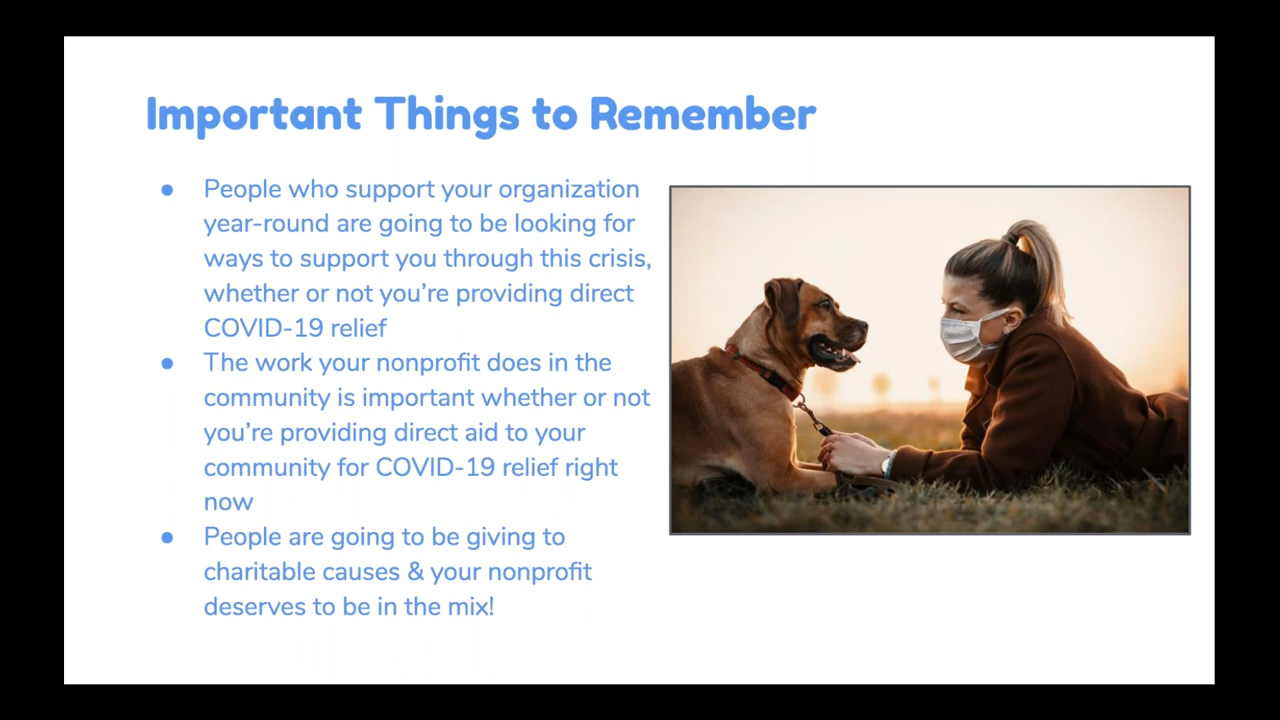 Important Things to Remember
● People who support your organization
year-round are going to be looking for
ways to support you through this crisis,
whether or not you’re providing direct
COVID-19 relief
● The work your nonprofit does in the
community is important whether or not
you’re providing direct aid to your
community for COVID-19 relief right
now
● People are going to be giving to
charitable causes & your nonprofit
deserves to be in the mix!